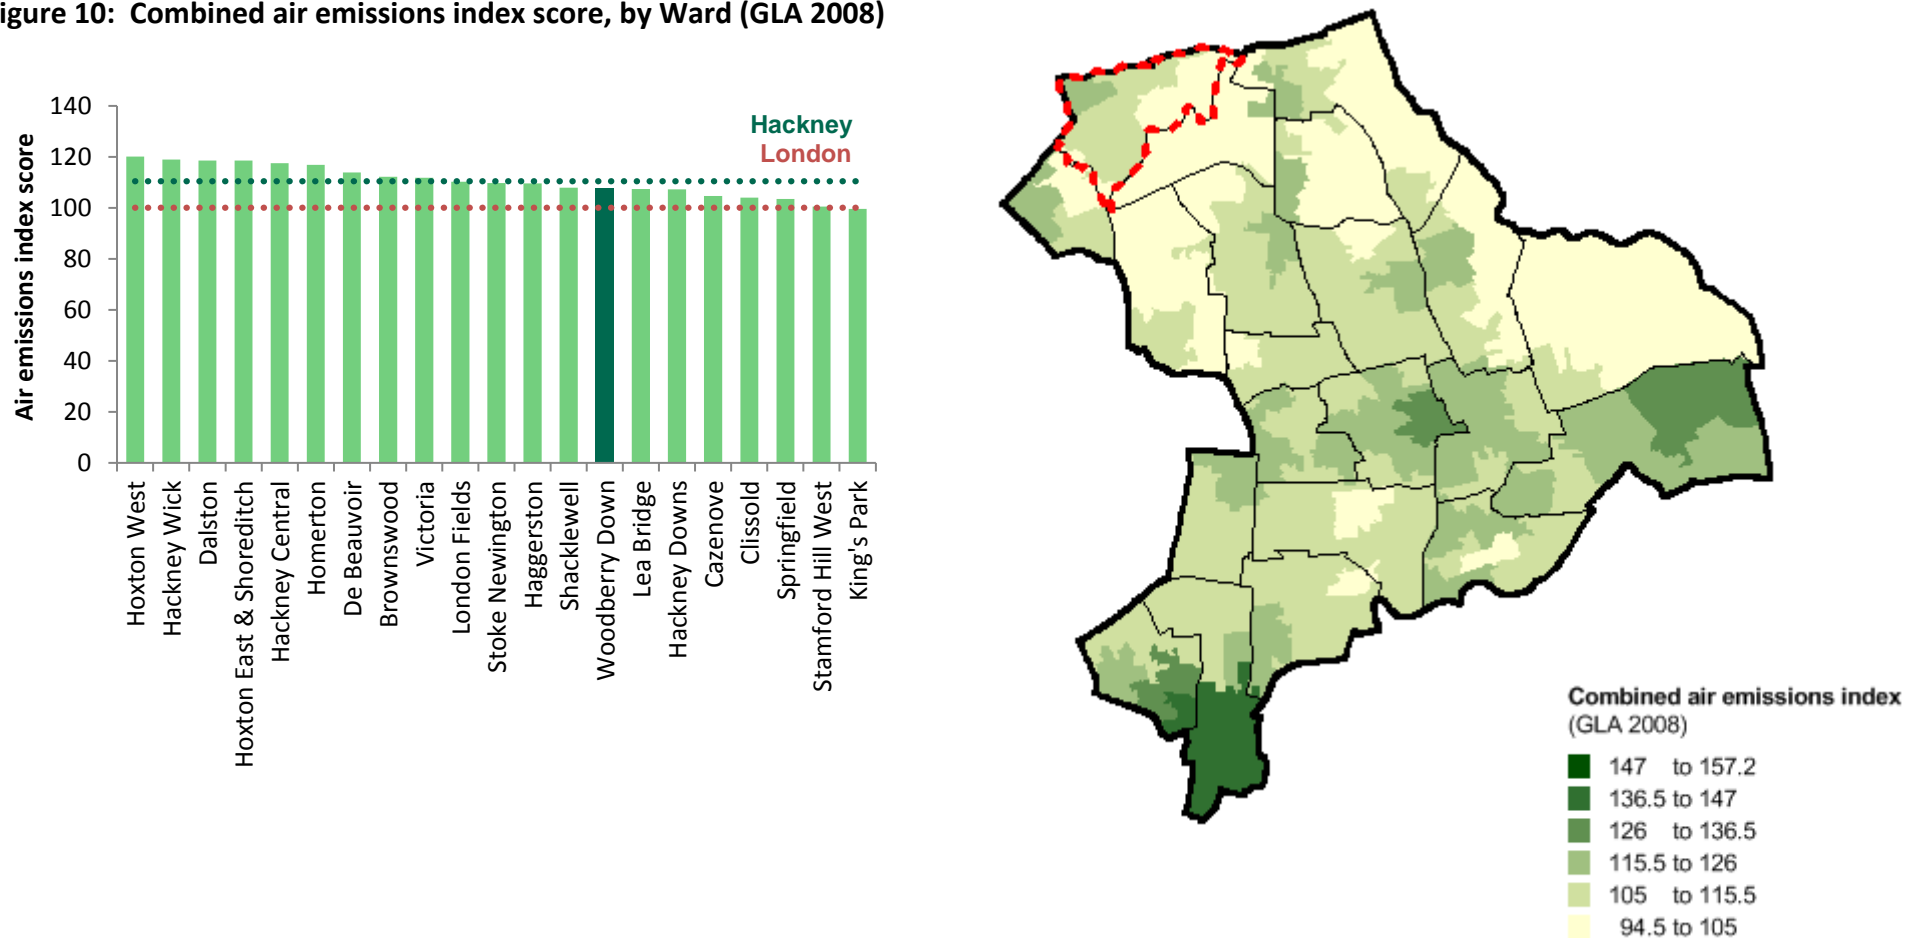 igure 10: Combined air emissions index score, by Ward (GLA 2008)
Air emissions index score
140
120
100
80
60
40
20
0
Hackney
London
Hoxton West
Hackney Wick
Dalston
Hoxton East & Shoreditch
Hackney Central
Homerton
De Beauvoir
Brownswood
Victoria
London Fields
Stoke Newington
Haggerston
Shacklewell
Woodberry Down
Lea Bridge
Hackney Downs
Cazenove
Clissold
Springfield
Stamford Hill West
King's Park
Combined air emissions index
(GLA 2008)
147 to 157.2
136.5 to 147
126 to 136.5
115.5 to 126
105 to 115.5
94.5 to 105